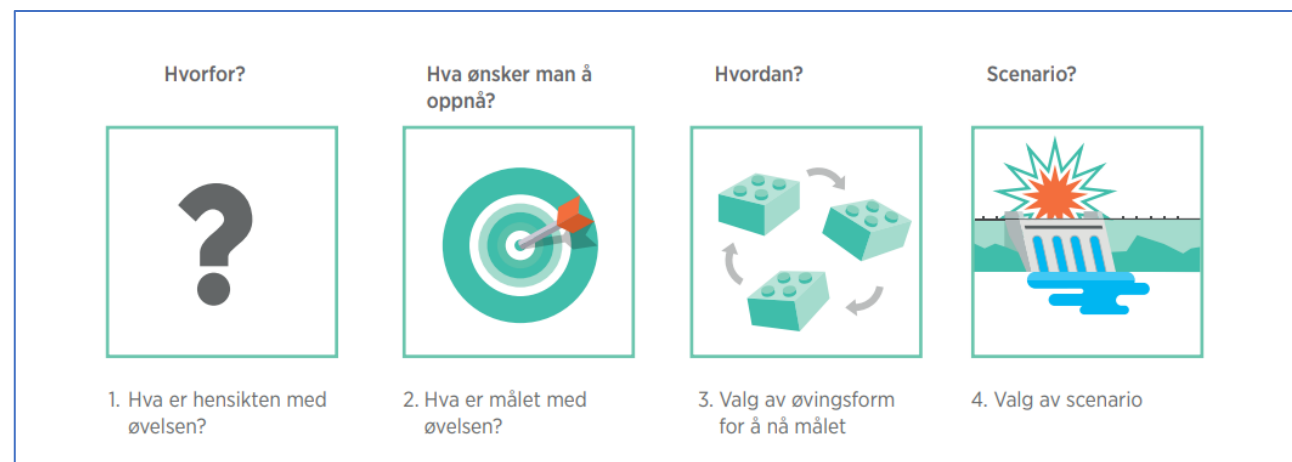 Hvorfor?
Hva ønsker man å
oppnå?
Hvordan?
Scenario?
1. Hva er hensikten med
øvelsen?
2. Hva er målet med
øvelsen?
3. Valg av øvingsform
for å nå målet
4. Valg av scenario